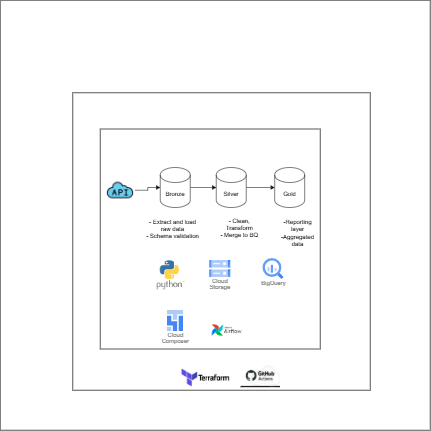 API
Bronze
Silver
Gold
- Extract and load
raw data
- Schema validation
- Clean,
Transform
- Merge to BQ
-Reporting
layer
-Aggregated
data
python
Cloud
Storage
BigQuery
Cloud
Composer
Airflow
Terraform
GitHub
Actions